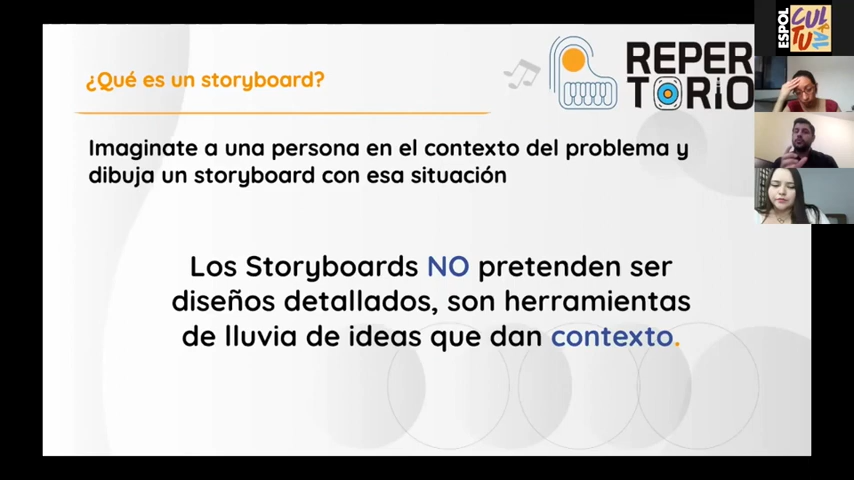 ¿Qué es un storyboard?
REPER
TORIO
ESPOL
CUL
TU
RAL
Imaginate a una persona en el contexto del problema y
dibuja un storyboard con esa situación
Los Storyboards NO pretenden ser
diseños detallados, son herramientas
de lluvia de ideas que dan contexto.